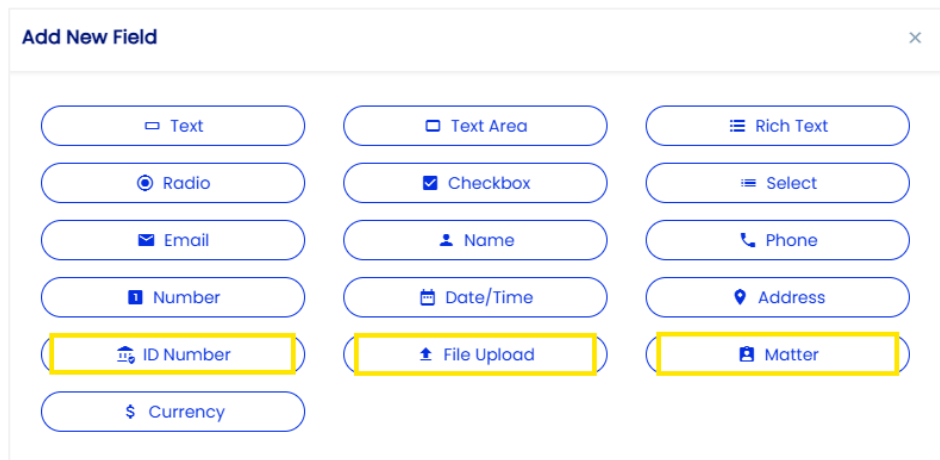 Add New Field
Text Text Area Rich Text
Radio Checkbox Select
Email Name Phone
Number Date/Time Address
ID Number File Upload Matter
$ Currency